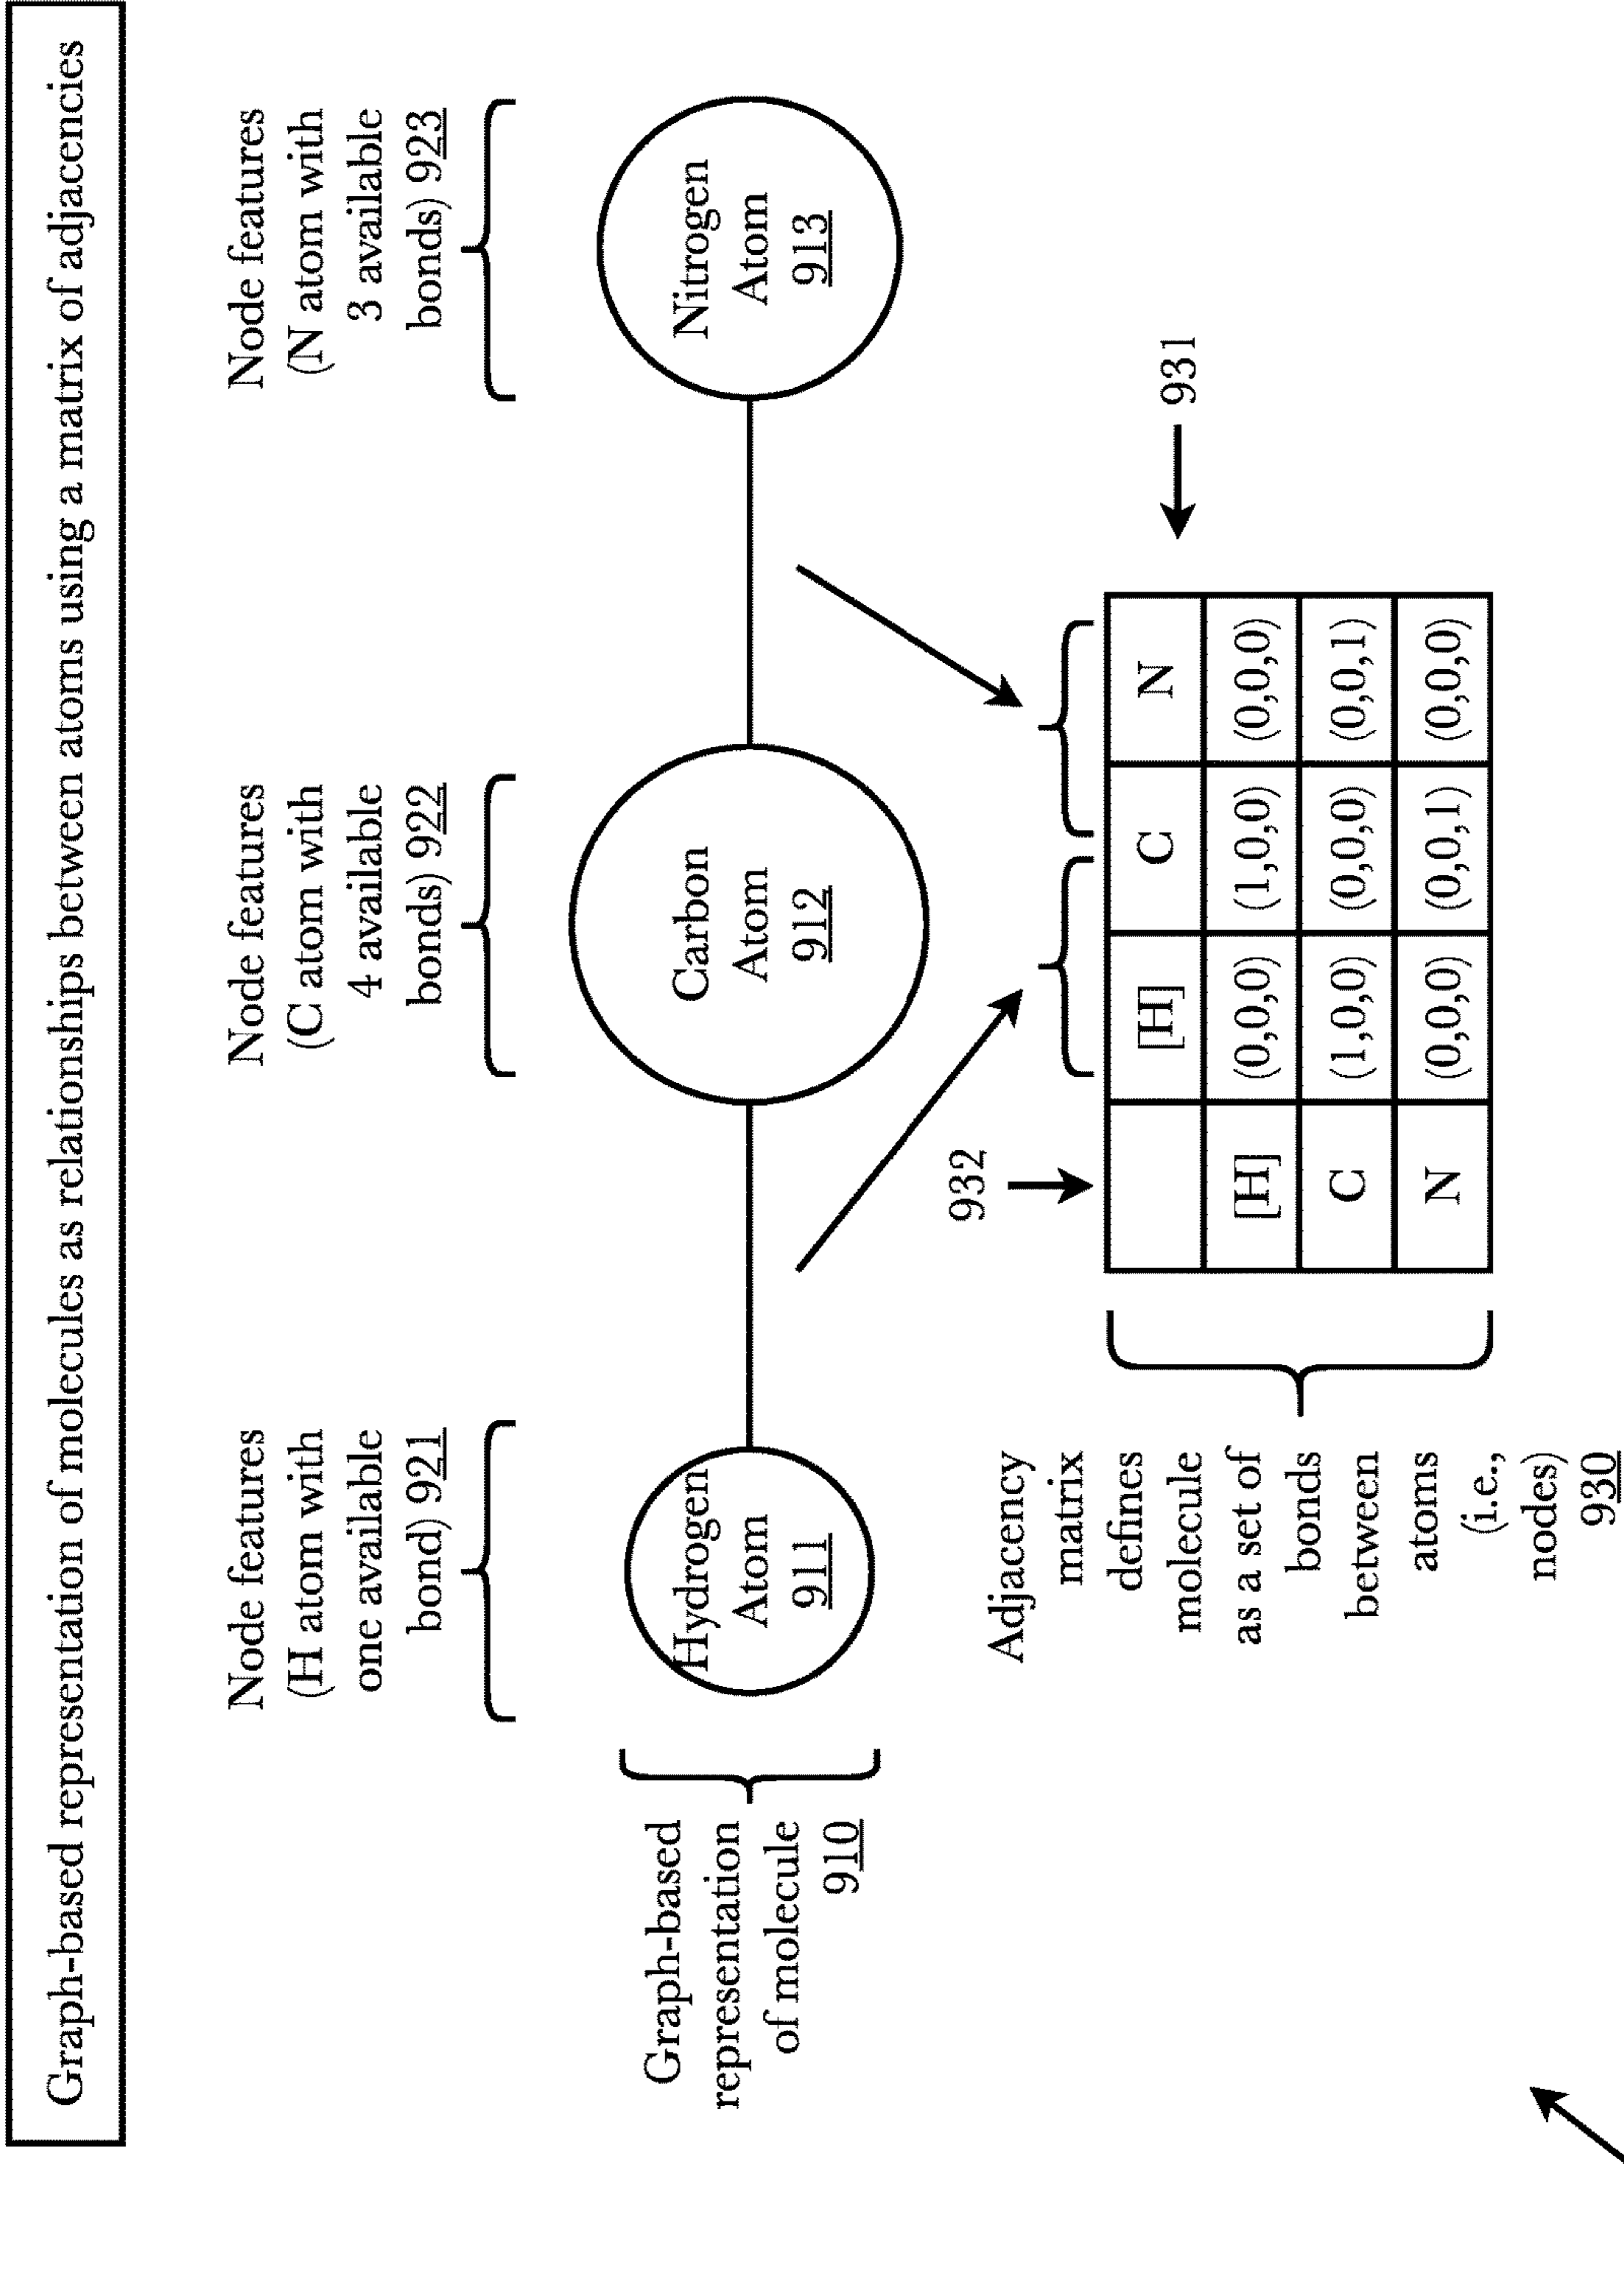 Graph-based representation of molecules as relationships between atoms using a matrix of adjacencies
Node features
(H atom with
one available
bond) 921
Node features
(C atom with
4 available
bonds) 922
Node features
(N atom with
3 available
bonds) 923
Graph-based
representation
of molecule
910
Hydrogen
Atom
911
Carbon
Atom
912
Nitrogen
Atom
913
932
931
Adjacency
matrix
defines
molecule
as a set of
bonds
between
atoms
(i.e.,
nodes)
930
[H] C N
[H] (0,0,0) (1,0,0) (0,0,0)
C (1,0,0) (0,0,0) (0,0,1)
N (0,0,0) (0,0,1) (0,0,0)